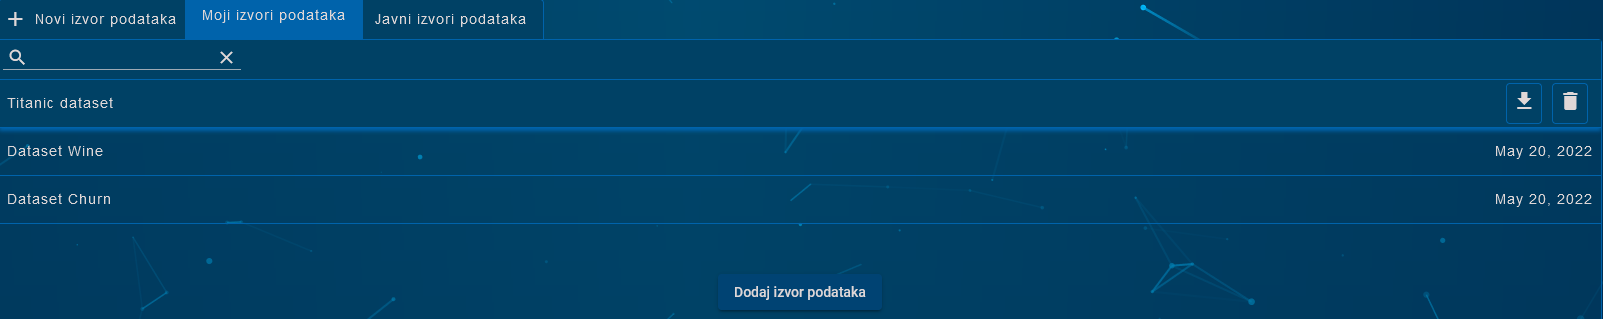 Novi izvor podataka
Moji izvori podataka
Javni izvori podataka
Titanic dataset
Dataset Wine
May 20, 2022
Dataset Churn
May 20, 2022
Dodaj izvor podataka